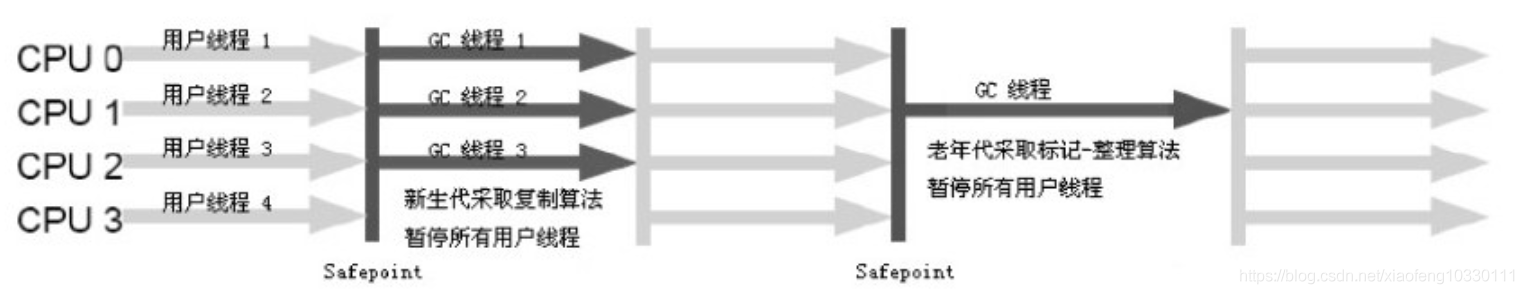 CPU 0
用户线程 1
GC 线程 1
CPU 1
用户线程 2
GC 线程 2
GC 线程
CPU 2
用户线程 3
GC 线程 3
老年代采取标记-整理算法
暂停所有用户线程
CPU 3
用户线程 4
新生代采取复制算法
暂停所有用户线程
Safepoint
Safepoint
https://blog.csdn.net/xiaofeng10330111